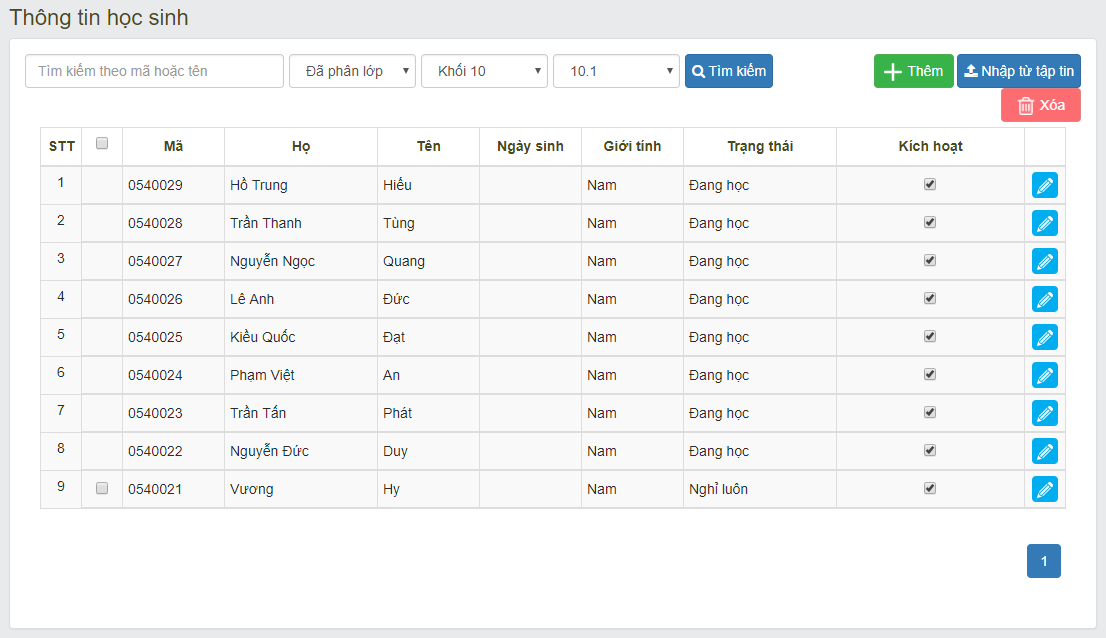 Thông tin học sinh
Tìm kiếm theo mã hoặc tên Đã phân lớp Khối 10 10.1 Tìm kiếm Thêm Nhập từ tập tin
Xóa
STT Mã Họ Tên Ngày sinh Giới tính Trạng thái Kích hoạt
1 0540029 Hồ Trung Hiếu Nam Đang học
2 0540028 Trần Thanh Tùng Nam Đang học
3 0540027 Nguyễn Ngọc Quang Nam Đang học
4 0540026 Lê Anh Đức Nam Đang học
5 0540025 Kiều Quốc Đạt Nam Đang học
6 0540024 Phạm Việt An Nam Đang học
7 0540023 Trần Tấn Phát Nam Đang học
8 0540022 Nguyễn Đức Duy Nam Đang học
9 0540021 Vương Hy Nam Nghỉ luôn
1